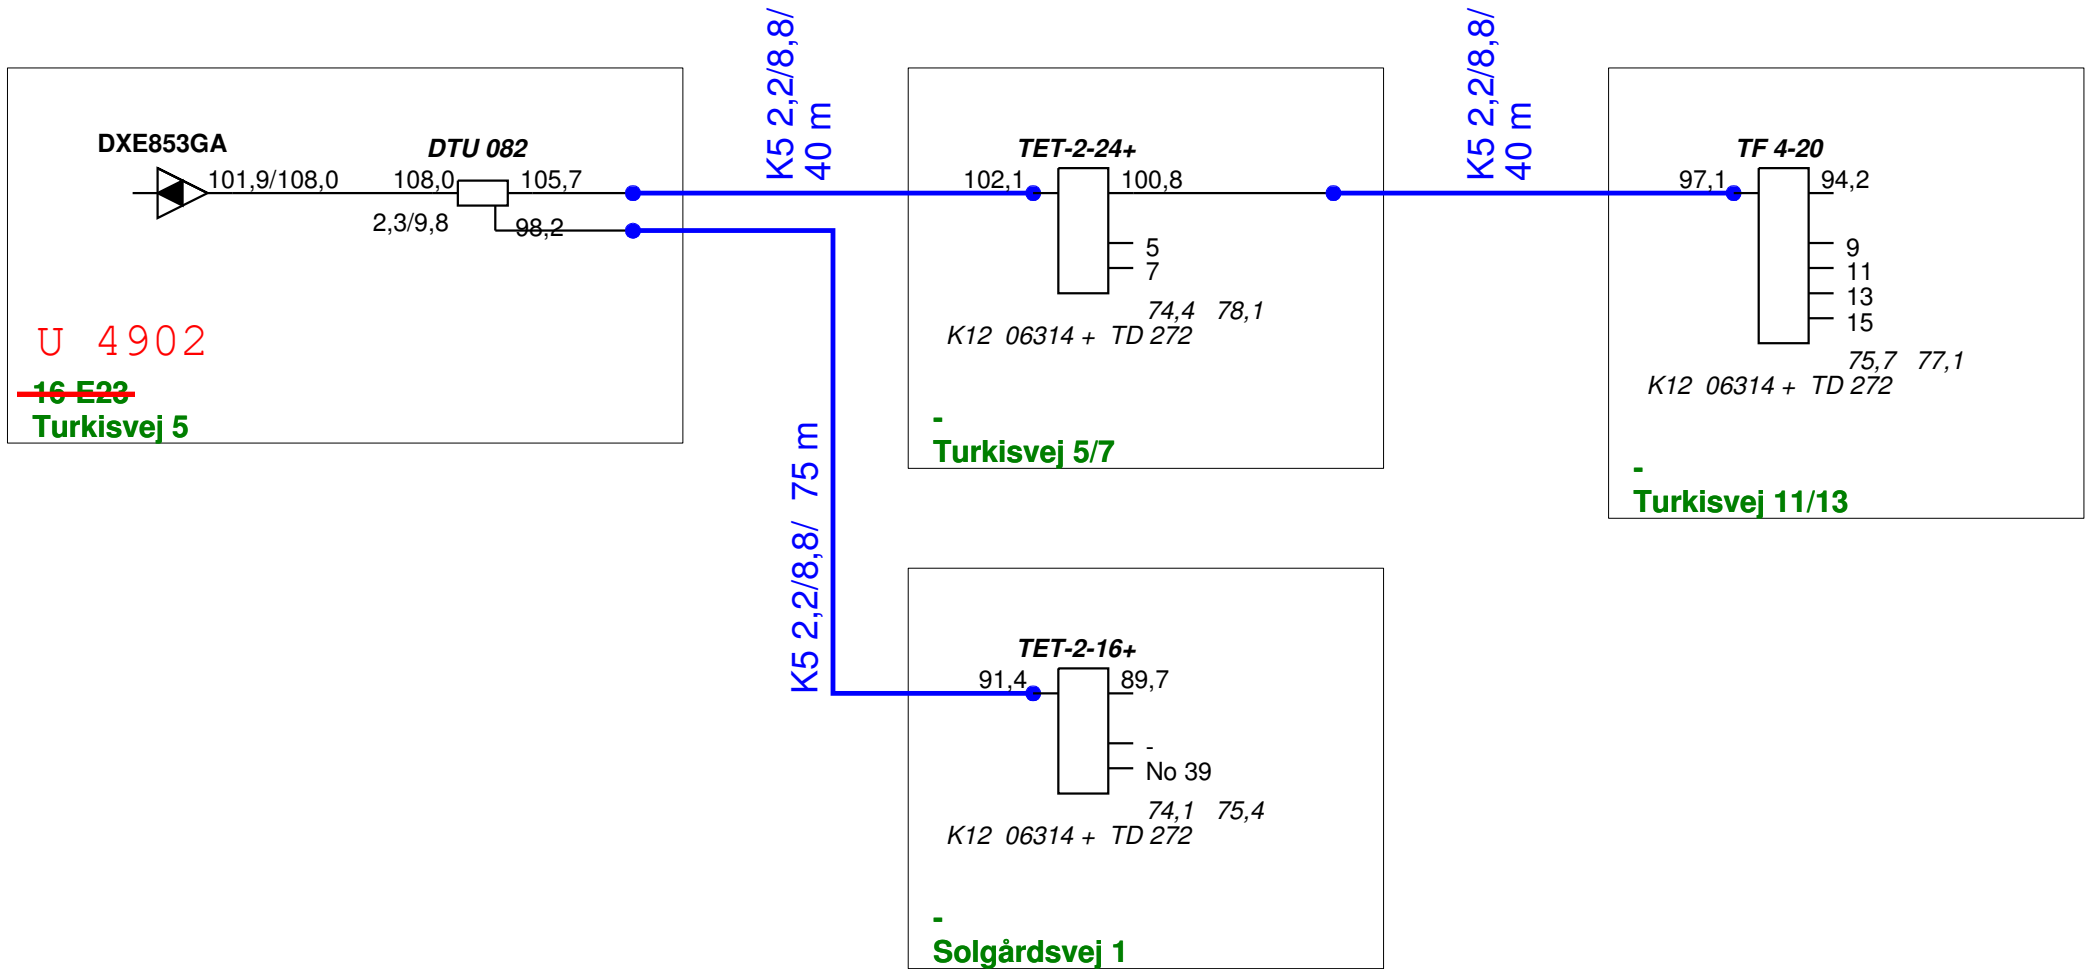 DXE853GA
101,9/108,0
DTU 082
108,0
105,7
2,3/9,8
98,2
U 4902
16-E23
Turkisvej 5
K5 2,2/8,8/
40 m
TET-2-24+
102,1
100,8
5
7
74,4 78,1
K12 06314 + TD 272
-
Turkisvej 5/7
K5 2,2/8,8/
40 m
TF 4-20
97,1
94,2
9
11
13
15
75,7 77,1
K12 06314 + TD 272
-
Turkisvej 11/13
K5 2,2/8,8/ 75 m
TET-2-16+
91,4
89,7
-
No 39
74,1 75,4
K12 06314 + TD 272
-
Solgårdsvej 1